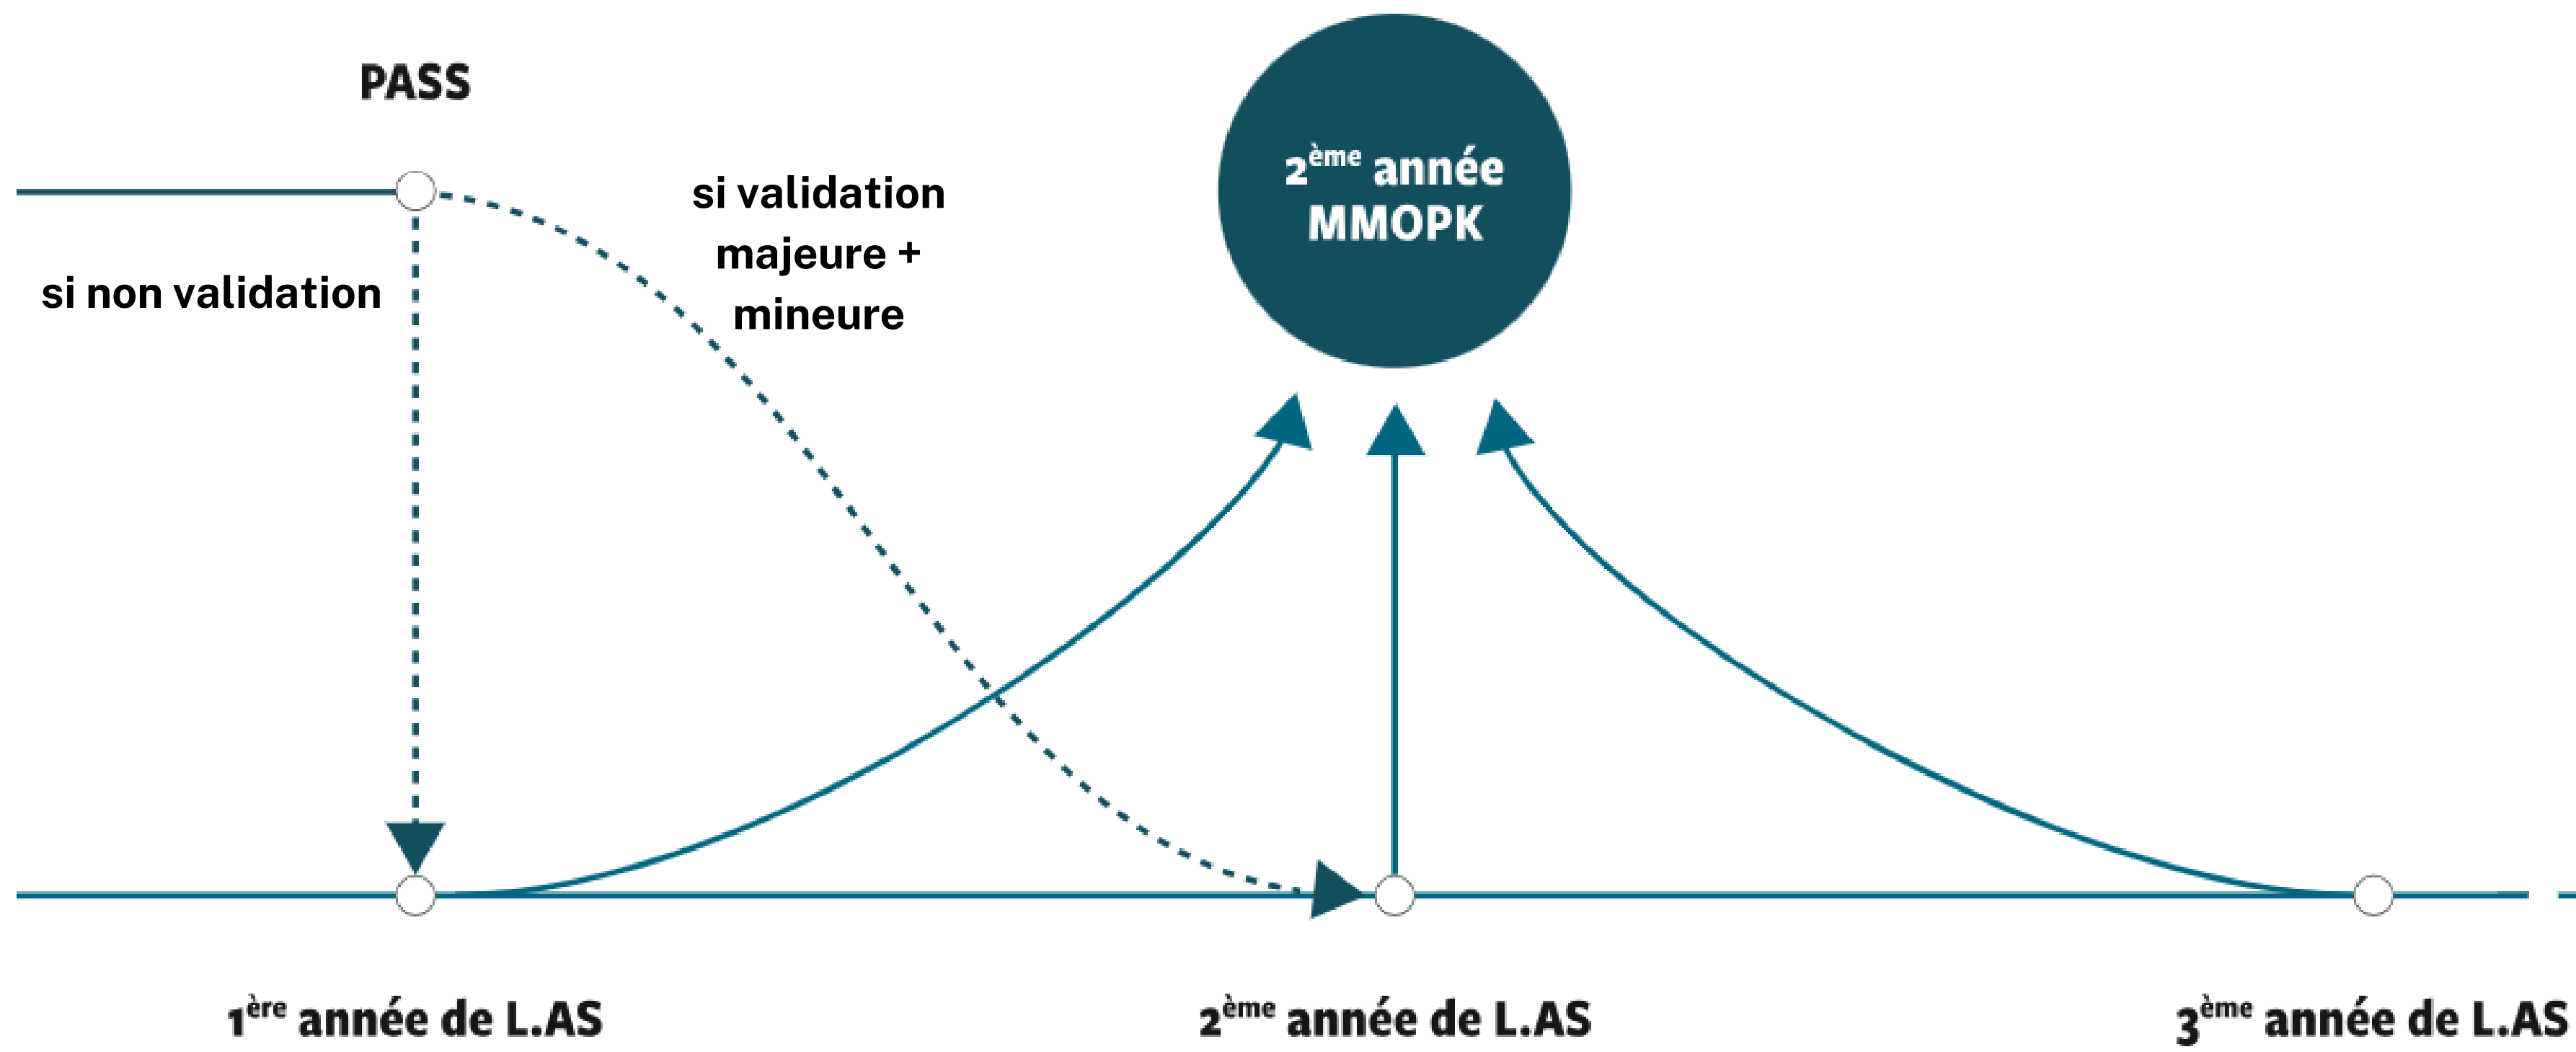 PASS
si non validation
si validation
majeure +
mineure
2ème année
MMOPK
1ère année de L.AS
2ème année de L.AS
3ème année de L.AS